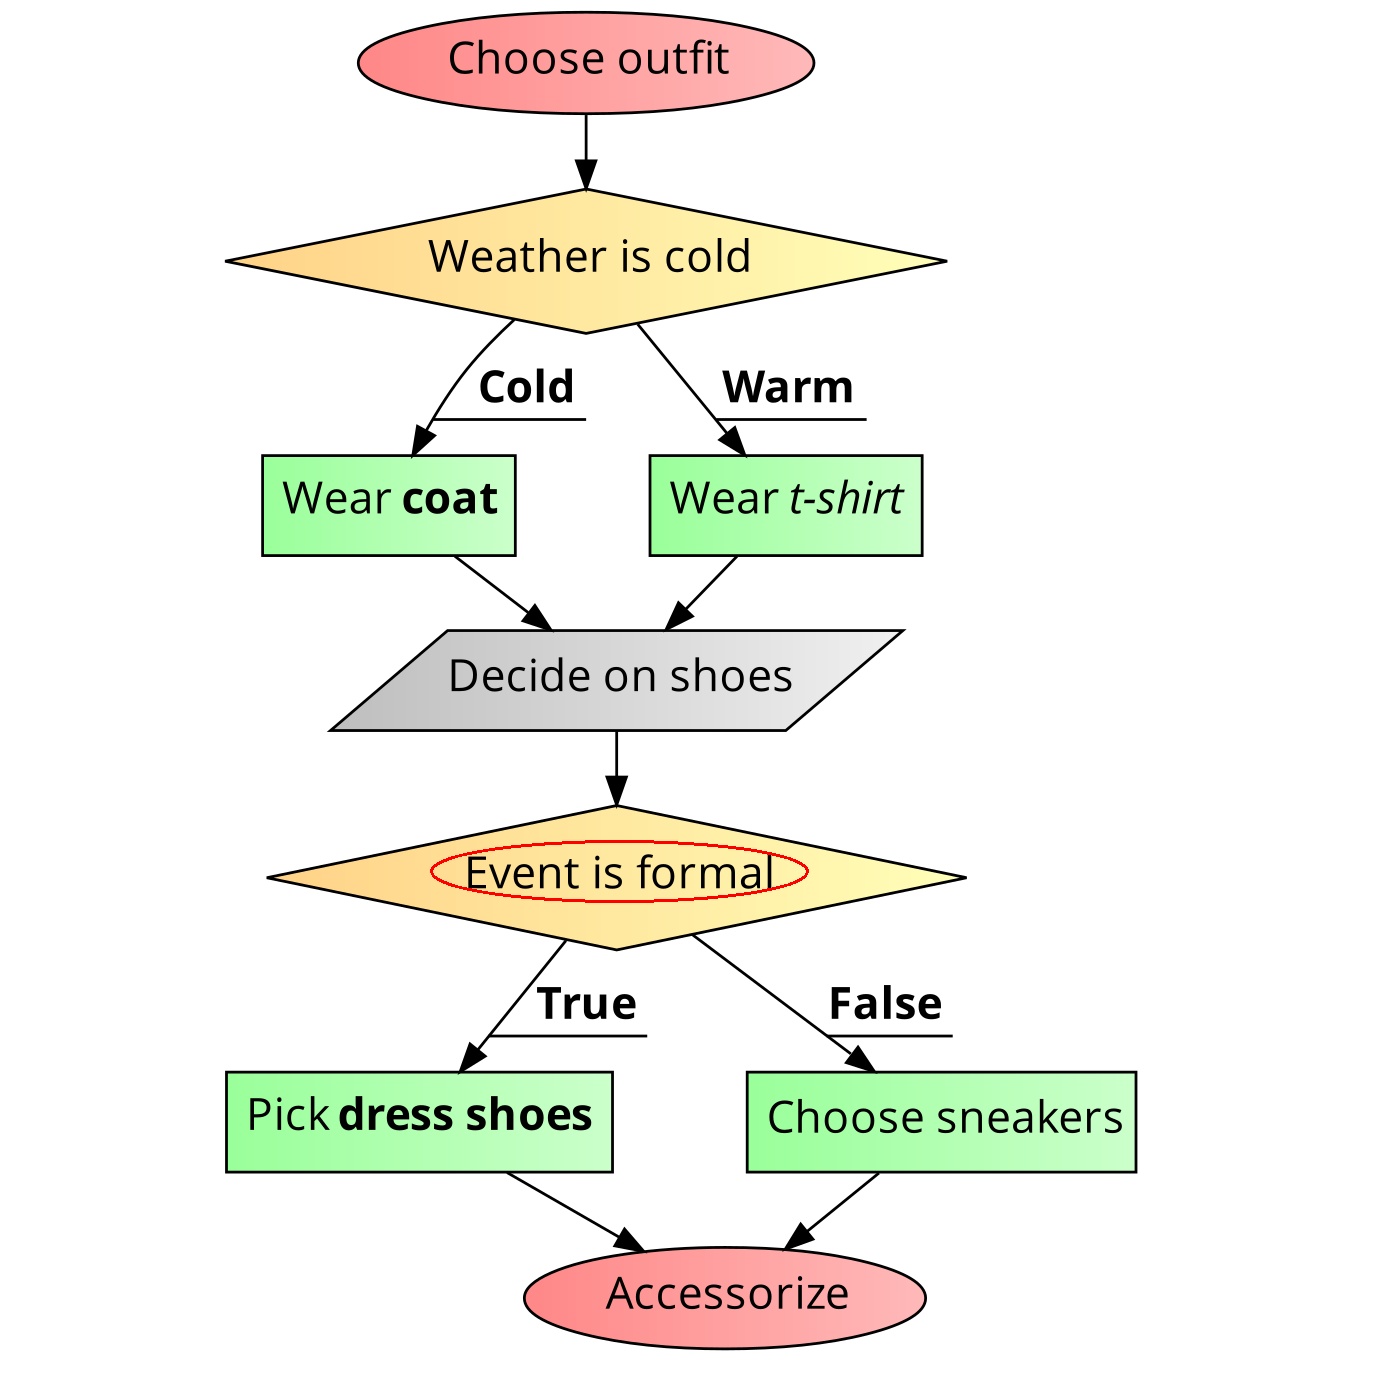 Choose outfit
Weather is cold
Cold
Warm
Wear coat
Wear t-shirt
Decide on shoes
Event is formal
True
False
Pick dress shoes
Choose sneakers
Accessorize